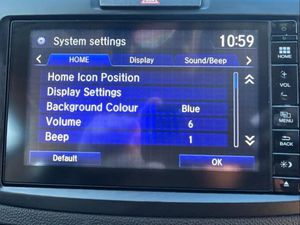 System settings 10:59
HOME Display Sound/Beep
Home Icon Position
Display Settings
Background Colour Blue
Volume 6
Beep 1
Default OK
HOME
+
VOL
-
MENU
BACK